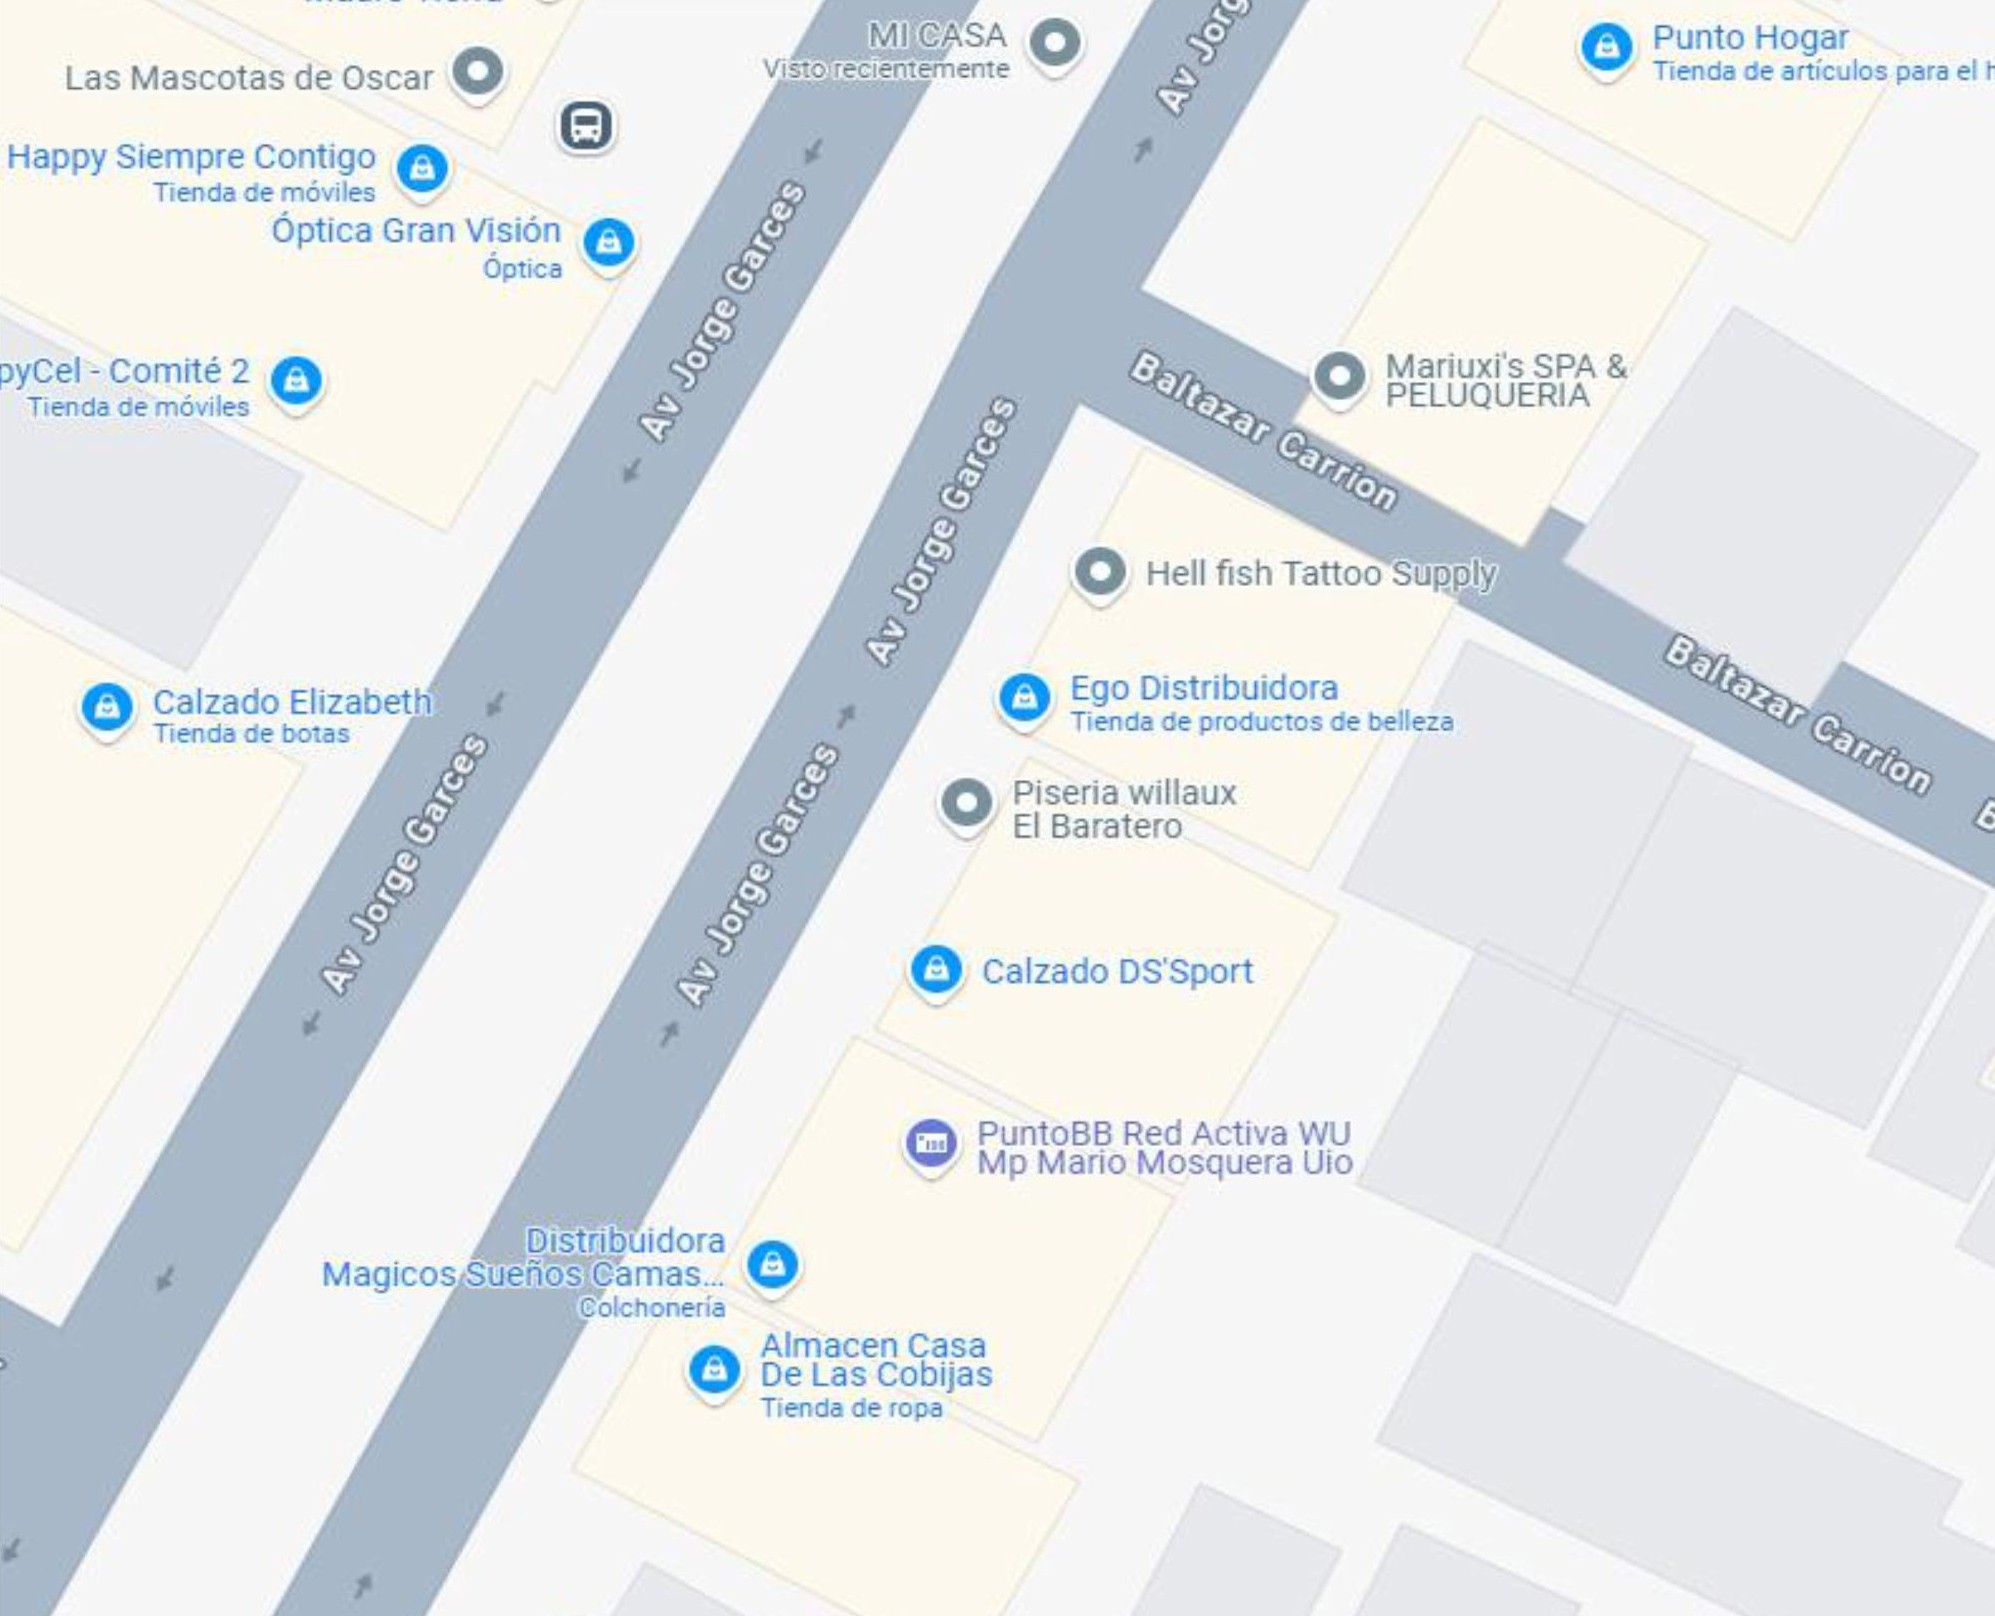 MI CASA
Visto recientemente
Av Jorg
Punto Hogar
Tienda de artículos para el h
Las Mascotas de Oscar
Happy Siempre Contigo
Tienda de móviles
Óptica Gran Visión
Óptica
Av Jorge Garces
pyCel - Comité 2
Tienda de móviles
Mariuxi's SPA &
PELUQUERIA
Baltazar Carrion
Av Jorge Garces
Hell fish Tattoo Supply
Baltazar Carrion
Calzado Elizabeth
Tienda de botas
Ego Distribuidora
Tienda de productos de belleza
Av Jorge Garces
Av Jorge Garces
Piseria willaux
El Baratero
Calzado DS'Sport
PuntoBB Red Activa WU
Mp Mario Mosquera Uio
Distribuidora
Magicos Sueños Camas...
Colchonería
Almacen Casa
De Las Cobijas
Tienda de ropa